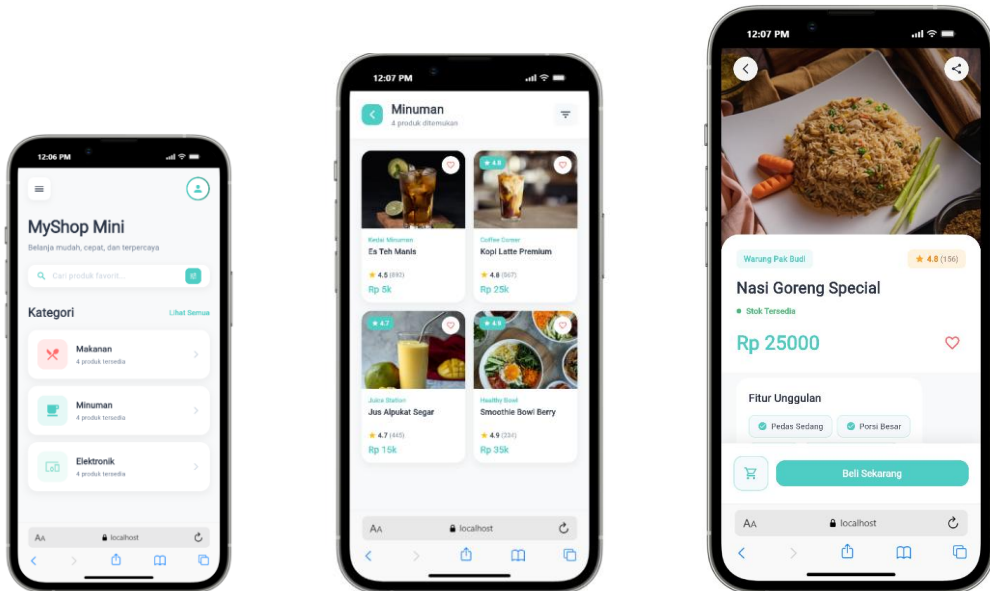 12:06 PM
MyShop Mini
Belanja mudah, cepat, dan terpercaya
Cari produk favorit...
Kategori
Lihat Semua
Makanan
4 produk tersedia
Minuman
4 produk tersedia
Elektronik
4 produk tersedia
AA
localhost
12:07 PM
Minuman
4 produk ditemukan
Kedai Minuman
Es Teh Manis
4.5 (892)
Rp 5k
4.8
Coffee Corner
Kopi Latte Premium
4.8 (567)
Rp 25k
4.7
Juice Station
Jus Alpukat Segar
4.7 (445)
Rp 15k
4.9
Healthy Bowl
Smoothie Bowl Berry
4.9 (234)
Rp 35k
AA
localhost
12:07 PM
Warung Pak Budi
4.8 (156)
Nasi Goreng Special
Stok Tersedia
Rp 25000
Fitur Unggulan
Pedas Sedang
Porsi Besar
Beli Sekarang
AA
localhost